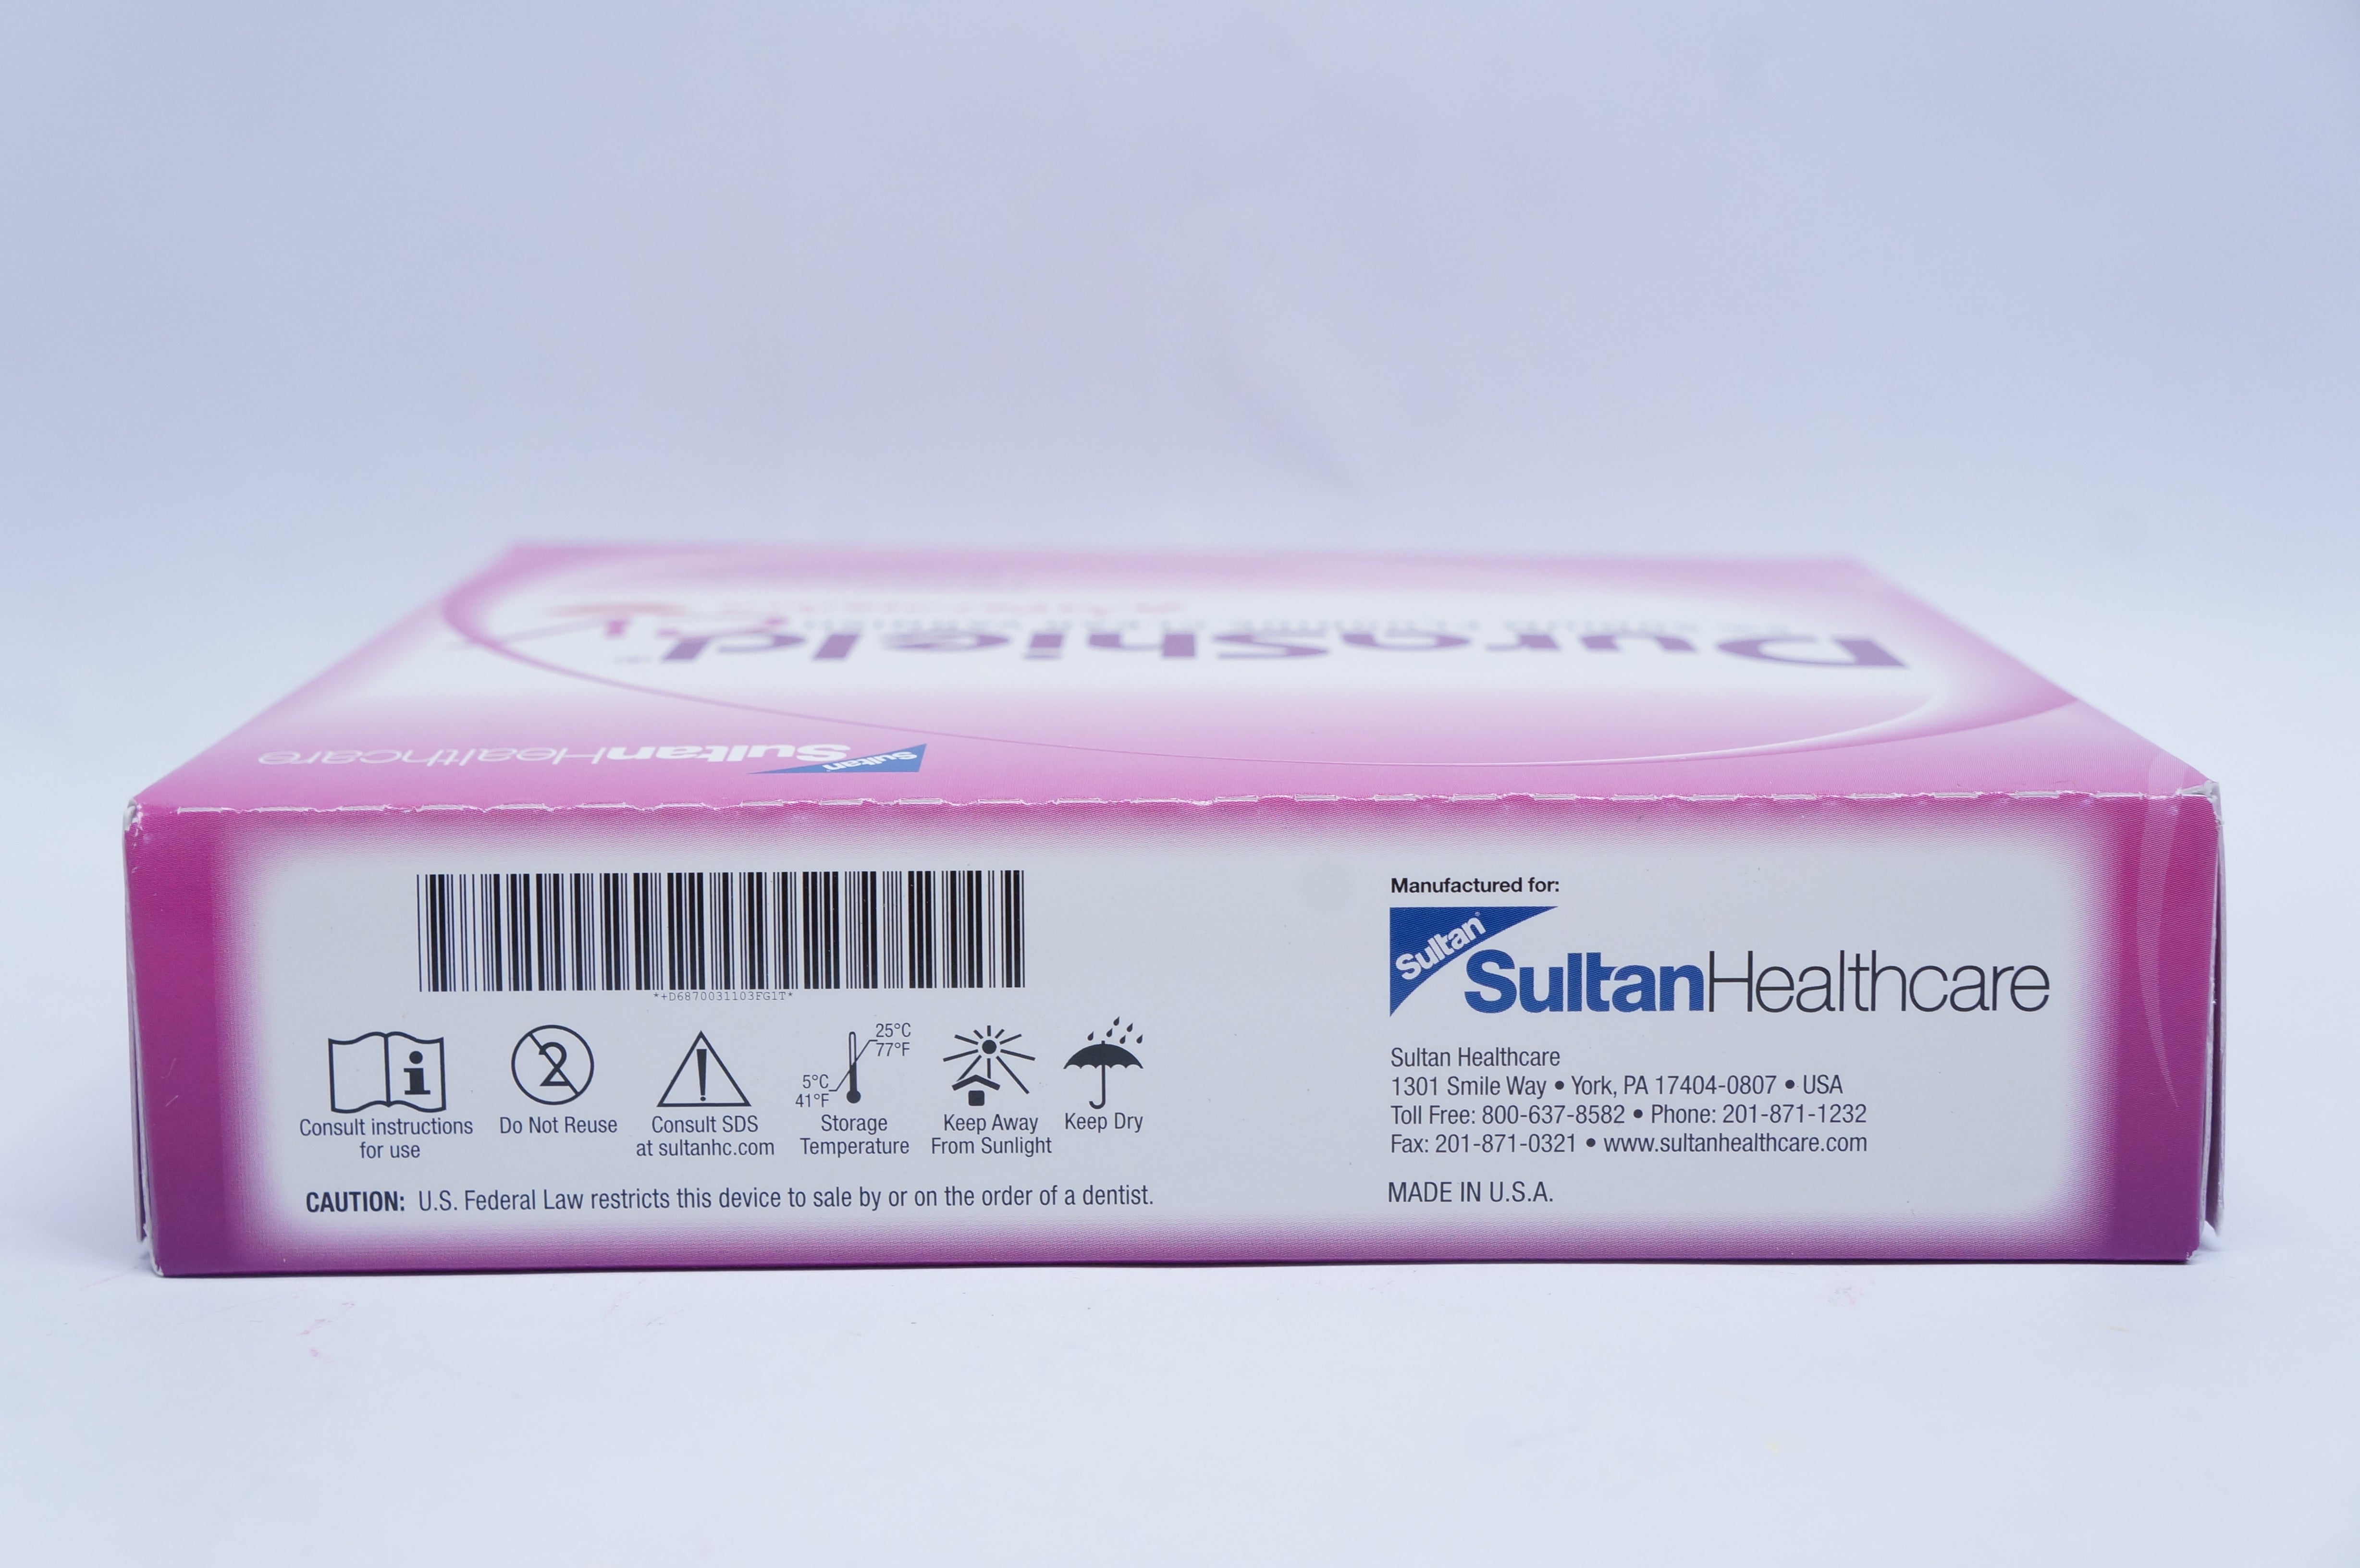 Duroshield
Sultan
SultanHealthcare
*+D6870031103FG1T*
25°C
77°F
5°C
41°F
Consult instructions
for use
Do Not Reuse
Consult SDS
at sultanhc.com
Storage
Temperature
Keep Away
From Sunlight
Keep Dry
CAUTION: U.S. Federal Law restricts this device to sale by or on the order of a dentist.
Manufactured for:
Sultan®
SultanHealthcare
Sultan Healthcare
1301 Smile Way • York, PA 17404-0807 • USA
Toll Free: 800-637-8582 • Phone: 201-871-1232
Fax: 201-871-0321 • www.sultanhealthcare.com
MADE IN U.S.A.